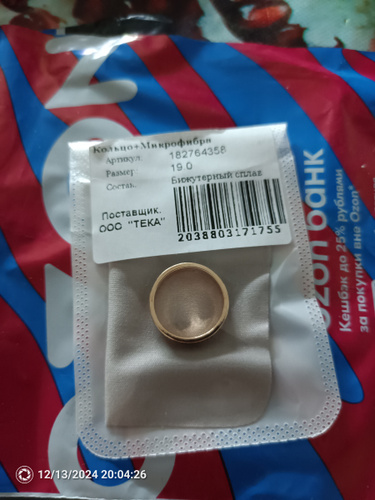 Кольцо+Микрофибра
Артикул: 182764358
Размер 19.0
Состав. Бижутерный сплав
Поставщик.
ООО "ТЕКА"
2038803171755
ozon банк
Кешбэк до 25% рублями
за покупки вне Ozon*
12/13/2024 20:04:26